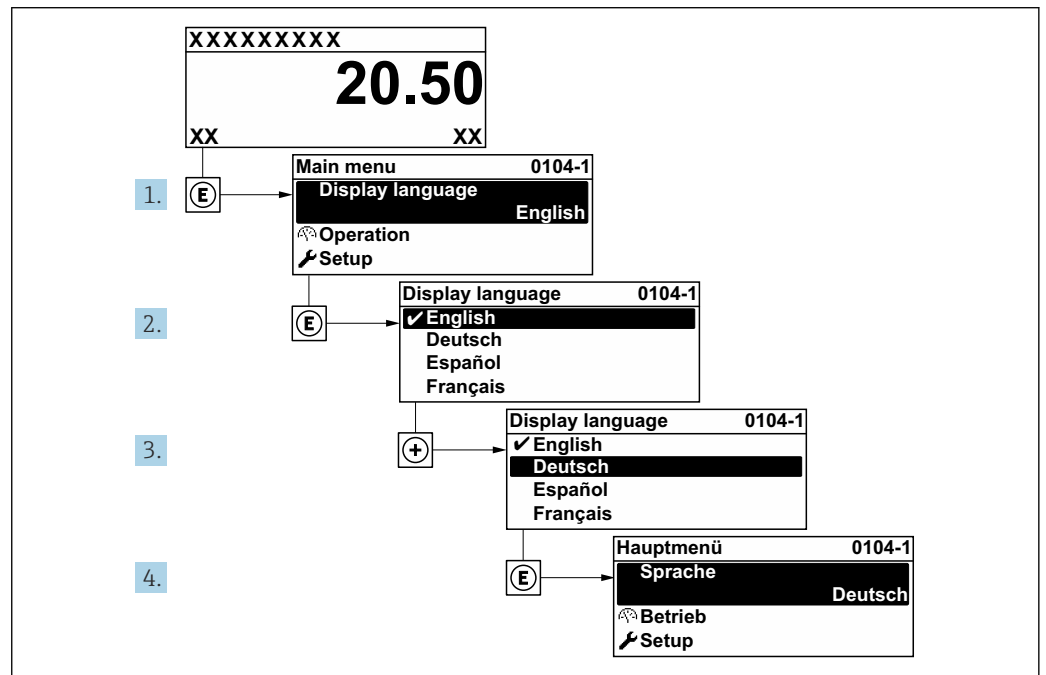 XXXXXXXXX
20.50
XX XX
1. E
Main menu 0104-1
Display language
English
Operation
Setup
2. E
Display language 0104-1
✔English
Deutsch
Español
Français
3. +
Display language 0104-1
✔English
Deutsch
Español
Français
4. E
Hauptmenü 0104-1
Sprache
Deutsch
Betrieb
Setup